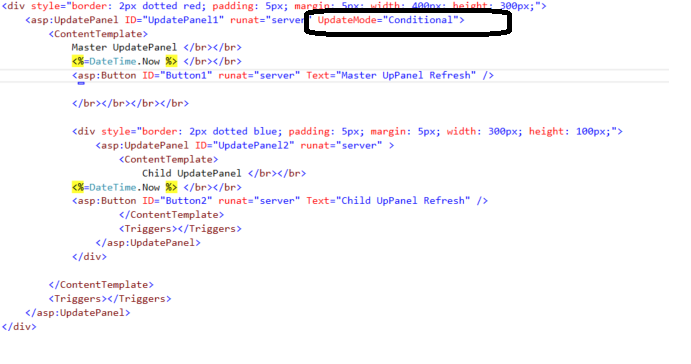 <div style="border: 2px dotted red; padding: 5px; margin: 5px; width: 400px; height: 300px;">
<asp:UpdatePanel ID="UpdatePanel1" runat="server" UpdateMode="Conditional">
<ContentTemplate>
Master UpdatePanel </br></br>
<%=DateTime.Now %> </br></br>
<asp:Button ID="Button1" runat="server" Text="Master UpPanel Refresh" />
</br></br></br></br>
<div style="border: 2px dotted blue; padding: 5px; margin: 5px; width: 300px; height: 100px;">
<asp:UpdatePanel ID="UpdatePanel2" runat="server" >
<ContentTemplate>
Child UpdatePanel </br></br>
<%=DateTime.Now %> </br></br>
<asp:Button ID="Button2" runat="server" Text="Child UpPanel Refresh" />
</ContentTemplate>
<Triggers></Triggers>
</asp:UpdatePanel>
</div>
</ContentTemplate>
<Triggers></Triggers>
</asp:UpdatePanel>
</div>